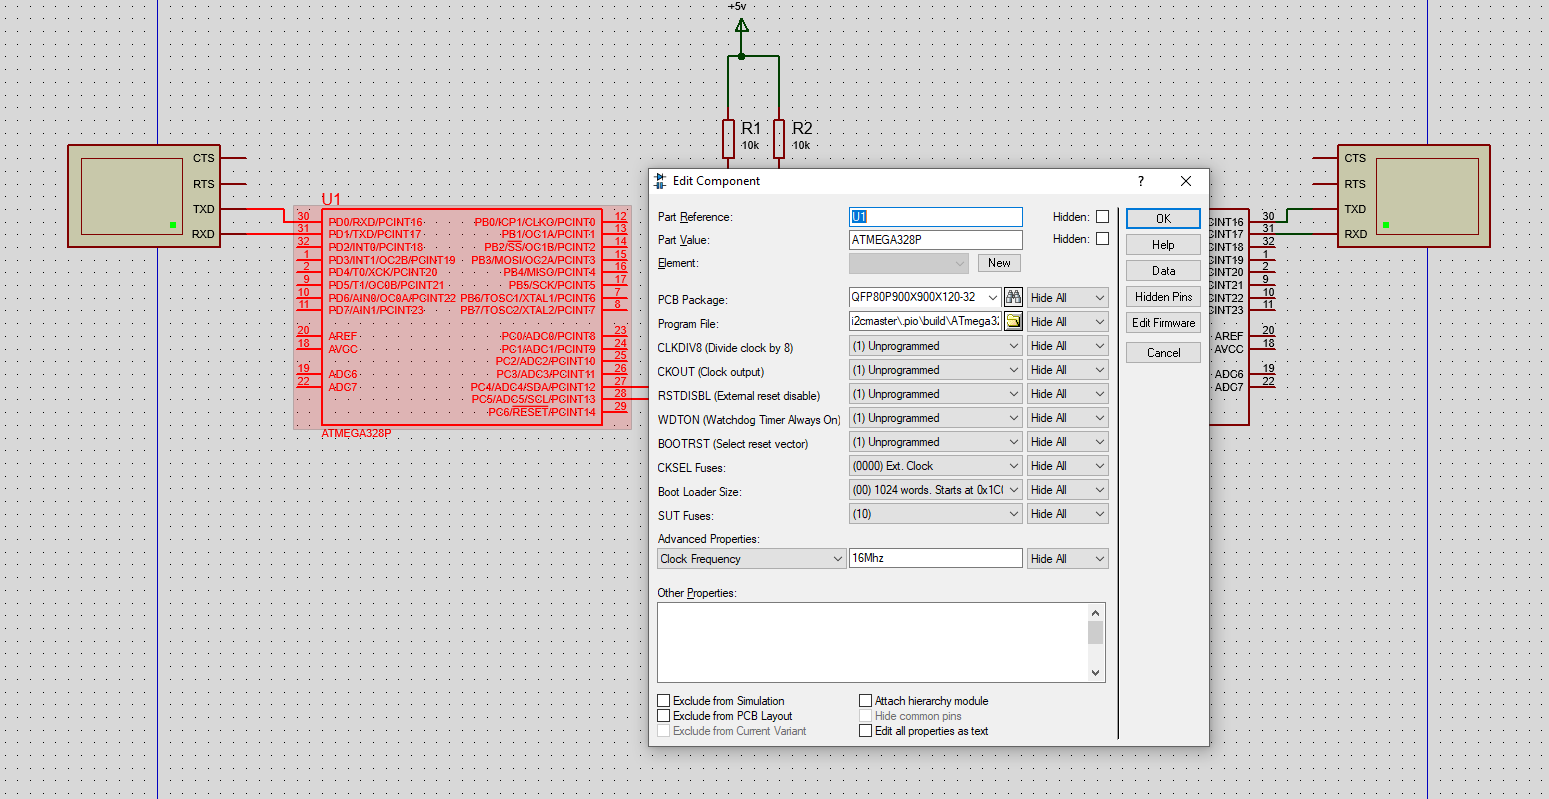 +5v
R1
10k
R2
10k
CTS
RTS
TXD
RXD
U1
30 PD0/RXD/PCINT16
31 PD1/TXD/PCINT17
32 PD2/INT0/PCINT18
1 PD3/INT1/OC2B/PCINT19
2 PD4/T0/XCK/PCINT20
9 PD5/T1/OC0B/PCINT21
10 PD6/AIN0/OC0A/PCINT22
11 PD7/AIN1/PCINT23
20 AREF
18 AVCC
19 ADC6
22 ADC7
PB0/ICP1/CLKO/PCINT0 12
PB1/OC1A/PCINT1 13
PB2/SS/OC1B/PCINT2 14
PB3/MOSI/OC2A/PCINT3 15
PB4/MISO/PCINT4 16
PB5/SCK/PCINT5 17
PB6/TOSC1/XTAL1/PCINT6 7
PB7/TOSC2/XTAL2/PCINT7 8
PC0/ADC0/PCINT8 23
PC1/ADC1/PCINT9 24
PC2/ADC2/PCINT10 25
PC3/ADC3/PCINT11 26
PC4/ADC4/SDA/PCINT12 27
PC5/ADC5/SCL/PCINT13 28
PC6/RESET/PCINT14 29
ATMEGA328P
Edit Component ?
Part Reference: U1 Hidden:
Part Value: ATMEGA328P Hidden:
Element: New
PCB Package: QFP80P900X900X120-32 Hide All
Program File: i2cmaster\.pio\build\ATmega32 Hide All
CLKDIV8 (Divide clock by 8) (1) Unprogrammed Hide All
CKOUT (Clock output) (1) Unprogrammed Hide All
RSTDISBL (External reset disable) (1) Unprogrammed Hide All
WDTON (Watchdog Timer Always On) (1) Unprogrammed Hide All
BOOTRST (Select reset vector) (1) Unprogrammed Hide All
CKSEL Fuses: (0000) Ext. Clock Hide All
Boot Loader Size: (00) 1024 words. Starts at 0x1C Hide All
SUT Fuses: (10) Hide All
Advanced Properties:
Clock Frequency 16Mhz Hide All
Other Properties:
Exclude from Simulation
Exclude from PCB Layout
Exclude from Current Variant
Attach hierarchy module
Hide common pins
Edit all properties as text
OK
Help
Data
Hidden Pins
Edit Firmware
Cancel
CINT16 30
CINT17 31
CINT18 32
CINT19 1
CINT20 2
CINT21 9
CINT22 10
CINT23 11
AREF 20
AVCC 18
ADC6 19
ADC7 22
CTS
RTS
TXD
RXD